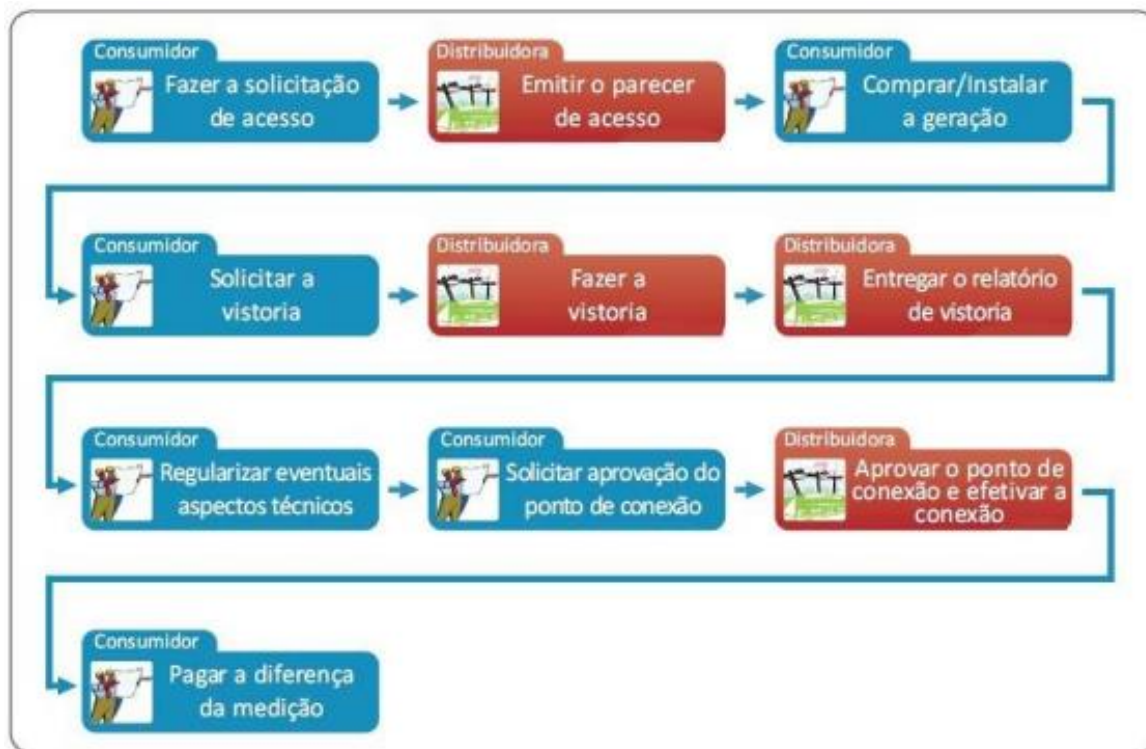 Consumidor
Fazer a solicitação
de acesso
Distribuidora
Emitir o parecer
de acesso
Consumidor
Comprar/Instalar
a geração
Consumidor
Solicitar a
vistoria
Distribuidora
Fazer a
vistoria
Distribuidora
Entregar o relatório
de vistoria
Consumidor
Regularizar eventuais
aspectos técnicos
Consumidor
Solicitar aprovação do
ponto de conexão
Distribuidora
Aprovar o ponto de
conexão e efetivar a
conexão
Consumidor
Pagar a diferença
da medição